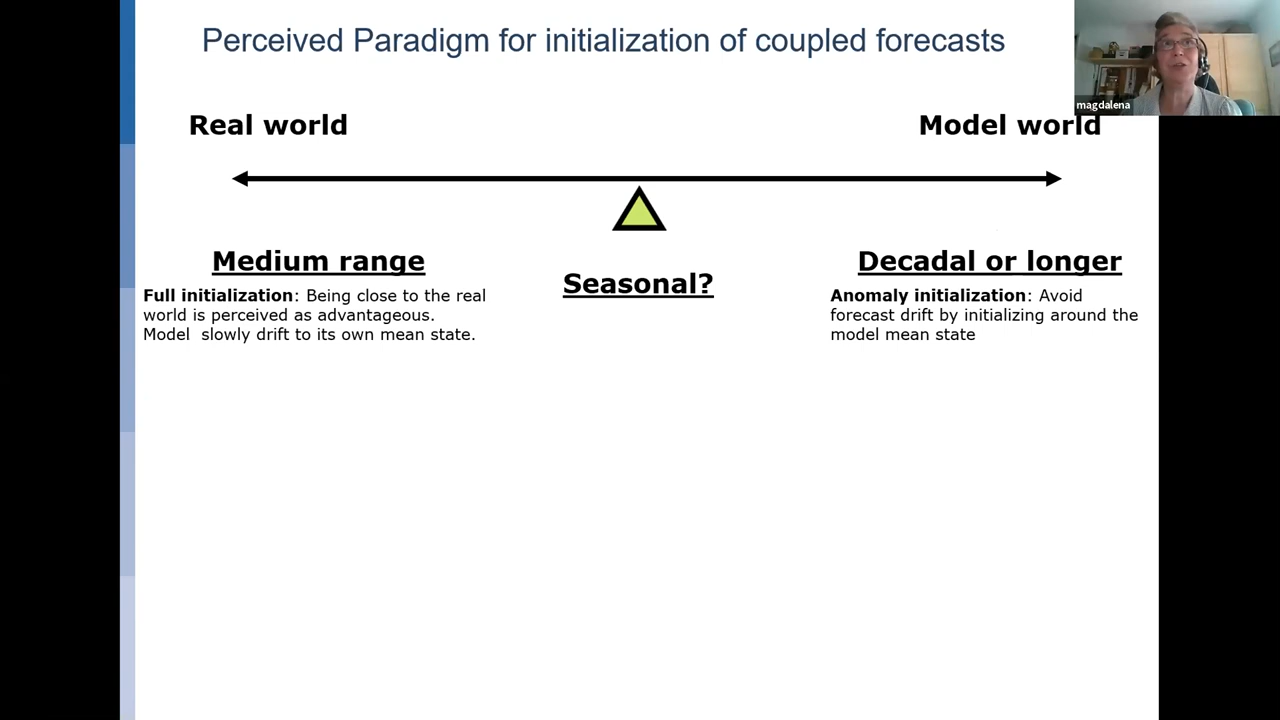 Perceived Paradigm for initialization of coupled forecasts
magdalena
Real world
Model world
Medium range
Full initialization: Being close to the real
world is perceived as advantageous.
Model slowly drift to its own mean state.
Seasonal?
Decadal or longer
Anomaly initialization: Avoid
forecast drift by initializing around the
model mean state